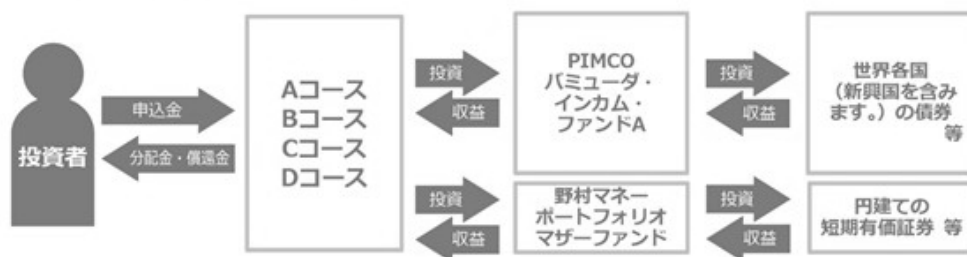 投資者
申込金
分配金・償還金
Aコース
Bコース
Cコース
Dコース
投資
収益
PIMCO
バミューダ・
インカム・
ファンドA
投資
収益
世界各国
（新興国を含み
ます。）の債券
等
投資
収益
野村マネー
ポートフォリオ
マザーファンド
投資
収益
円建ての
短期有価証券 等